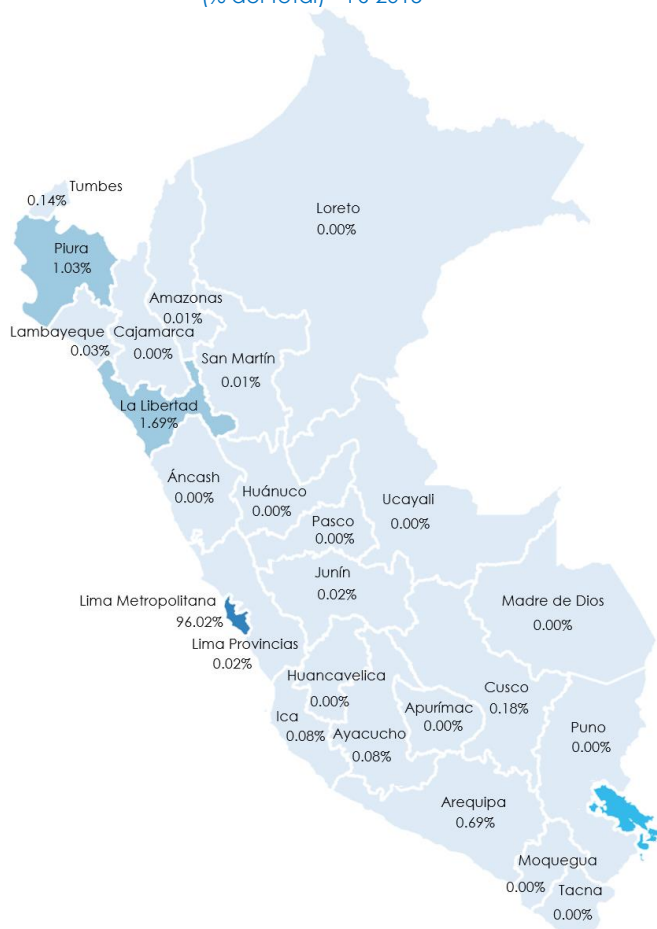 Tumbes
0.14%
Loreto
0.00%
Piura
1.03%
Amazonas
0.01%
Lambayeque
0.03%
Cajamarca
0.00%
San Martín
0.01%
La Libertad
1.69%
Áncash
0.00%
Huánuco
0.00%
Ucayali
0.00%
Pasco
0.00%
Junín
0.02%
Lima Metropolitana
96.02%
Madre de Dios
0.00%
Lima Provincias
0.02%
Huancavelica
0.00%
Cusco
0.18%
Apurímac
0.00%
Ica
0.08%
Ayacucho
0.08%
Puno
0.00%
Arequipa
0.69%
Moquegua
0.00%
Tacna
0.00%